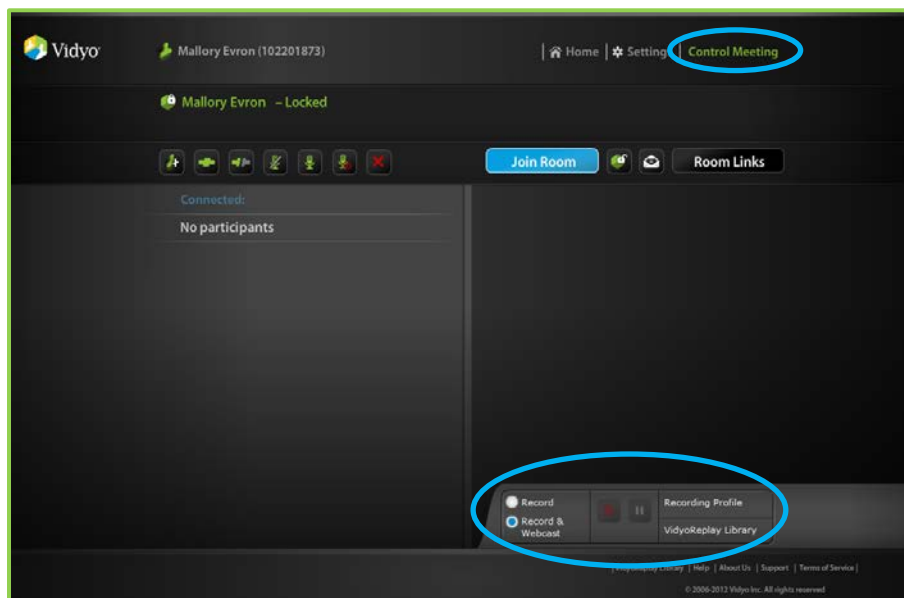 Vidyo
Mallory Evron (102201873)
| Home | Setting | Control Meeting
Mallory Evron – Locked
Join Room
Room Links
Connected:
No participants
Record
Recording Profile
Record &
Webcast
VidyoReplay Library
Library | Help | About Us | Support | Terms of Service |
© 2006-2012 Vidyo Inc. All rights reserved